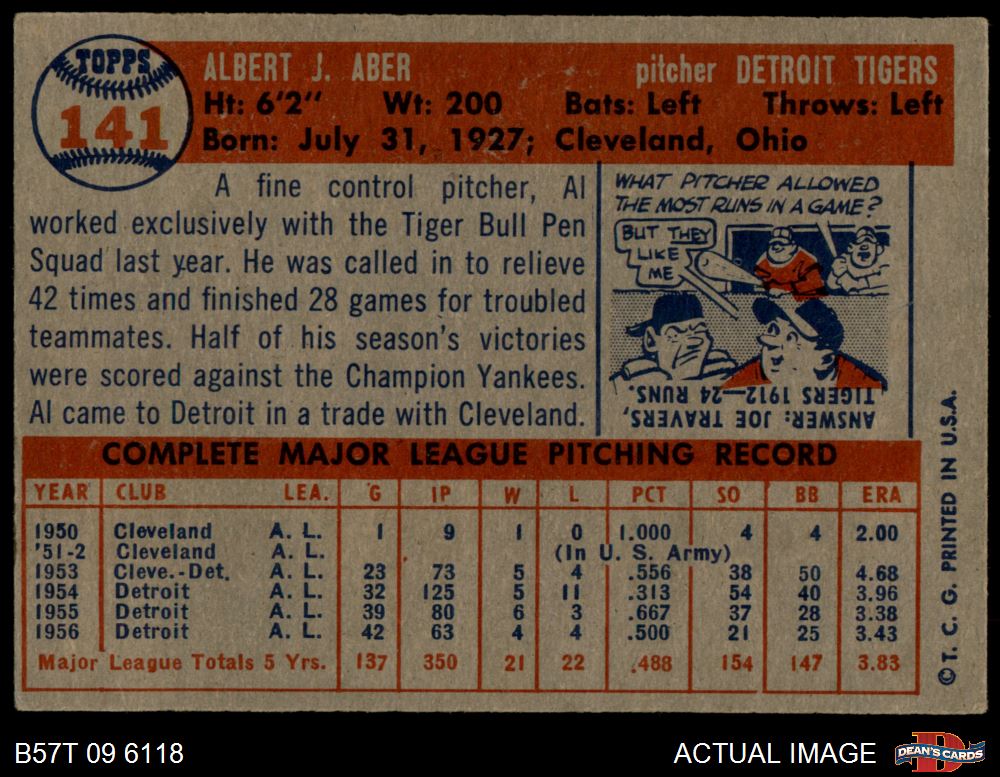 TOPPS
141
ALBERT J. ABER pitcher DETROIT TIGERS
Ht: 6'2" Wt: 200 Bats: Left Throws: Left
Born: July 31, 1927; Cleveland, Ohio
A fine control pitcher, Al
worked exclusively with the Tiger Bull Pen
Squad last year. He was called in to relieve
42 times and finished 28 games for troubled
teammates. Half of his season's victories
were scored against the Champion Yankees.
Al came to Detroit in a trade with Cleveland.
WHAT PITCHER ALLOWED
THE MOST RUNS IN A GAME?
BUT THEY
LIKE
ME
ANSWER: JOE TRAVERS,
TIGERS 1912—24 RUNS.
COMPLETE MAJOR LEAGUE PITCHING RECORD
YEAR CLUB LEA. G IP W L PCT SO BB ERA
1950 Cleveland A. L. 1 9 1 0 1.000 4 4 2.00
'51-2 Cleveland A. L. (In U. S. Army)
1953 Cleve.-Det. A. L. 23 73 5 4 .556 38 50 4.68
1954 Detroit A. L. 32 125 5 11 .313 54 40 3.96
1955 Detroit A. L. 39 80 6 3 .667 37 28 3.38
1956 Detroit A. L. 42 63 4 4 .500 21 25 3.43
Major League Totals 5 Yrs. 137 350 21 22 .488 154 147 3.83
© T. C. G. PRINTED IN U.S.A.
B57T 09 6118 ACTUAL IMAGE
D
DEAN'S CARDS